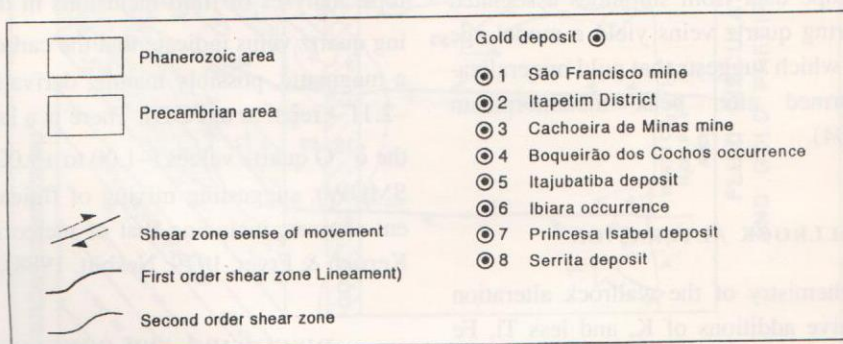 Phanerozoic area
Precambrian area
Shear zone sense of movement
First order shear zone Lineament)
Second order shear zone
Gold deposit
1 São Francisco mine
2 Itapetim District
3 Cachoeira de Minas mine
4 Boqueirão dos Cochos occurrence
5 Itajubatiba deposit
6 Ibiara occurrence
7 Princesa Isabel deposit
8 Serrita deposit